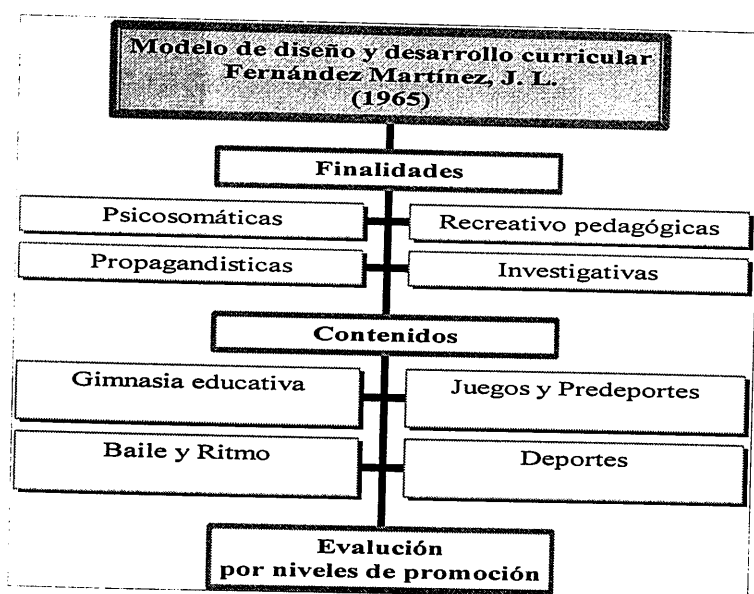 Modelo de diseño y desarrollo curricular
Fernández Martínez, J. L.
(1965)
Finalidades
Psicosomáticas
Recreativo pedagógicas
Propagandisticas
Investigativas
Contenidos
Gimnasia educativa
Juegos y Predeportes
Baile y Ritmo
Deportes
Evalución
por niveles de promoción